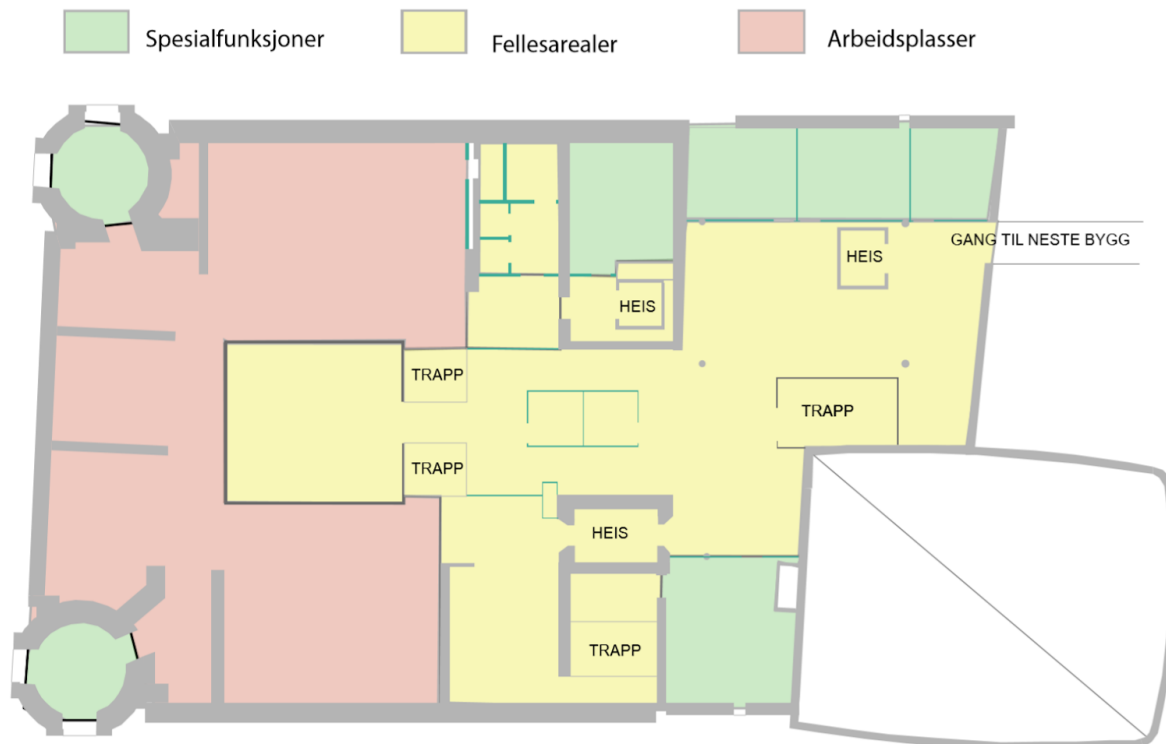 Spesialfunksjoner
Fellesarealer
Arbeidsplasser
GANG TIL NESTE BYGG
HEIS
HEIS
TRAPP
TRAPP
TRAPP
HEIS
TRAPP